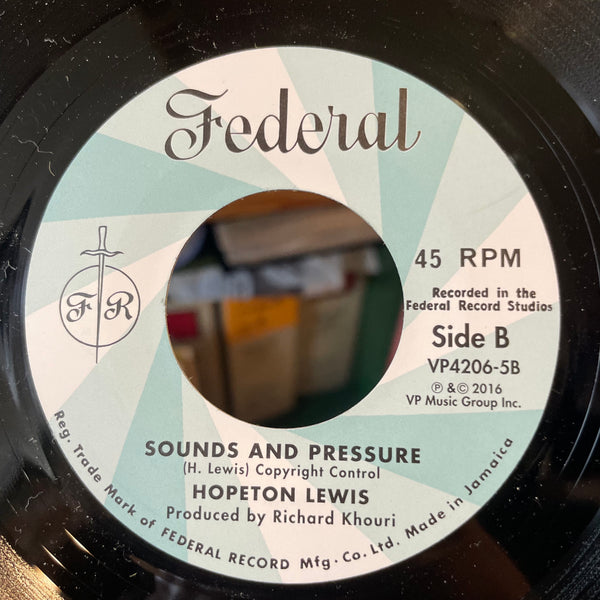 Federal
F R
45 RPM
Recorded in the
Federal Record Studios
Side B
VP4206-5B
℗ & © 2016
VP Music Group Inc.
SOUNDS AND PRESSURE
(H. Lewis) Copyright Control
HOPETON LEWIS
Produced by Richard Khouri
Reg. Trade Mark of FEDERAL RECORD Mfg. Co. Ltd. Made in Jamaica